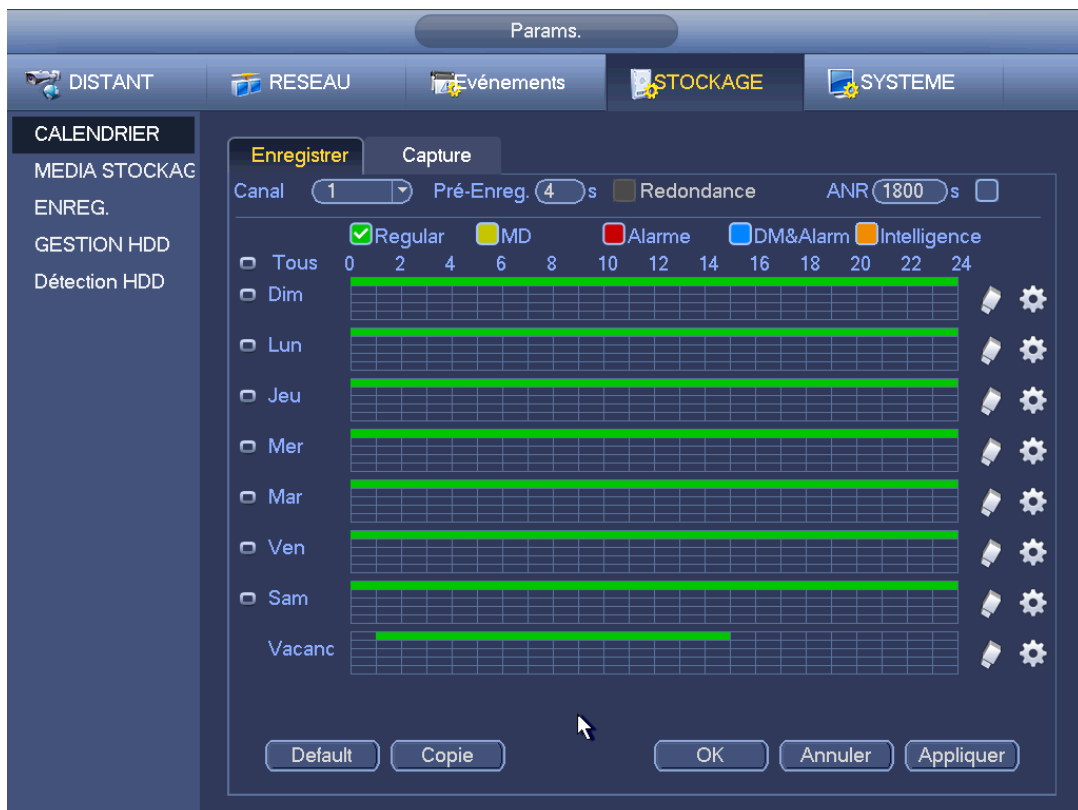 Params.
DISTANT RESEAU Evénements STOCKAGE SYSTEME
CALENDRIER
MEDIA STOCKAG
ENREG.
GESTION HDD
Détection HDD
Enregistrer Capture
Canal 1 Pré-Enreg. 4 s Redondance ANR 1800 s
Regular MD Alarme DM&Alarm Intelligence
Tous 0 2 4 6 8 10 12 14 16 18 20 22 24
Dim
Lun
Jeu
Mer
Mar
Ven
Sam
Vacanc
Default Copie OK Annuler Appliquer